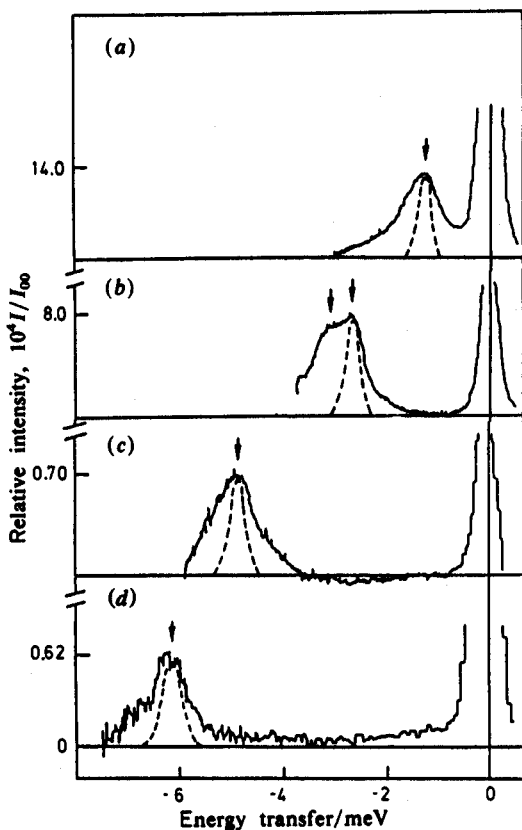 (a)
14.0
(b)
8.0
(c)
0.70
(d)
0.62
0
-6
-4
-2
0
Energy transfer/meV
Relative intensity, 10⁴I/I₀₀